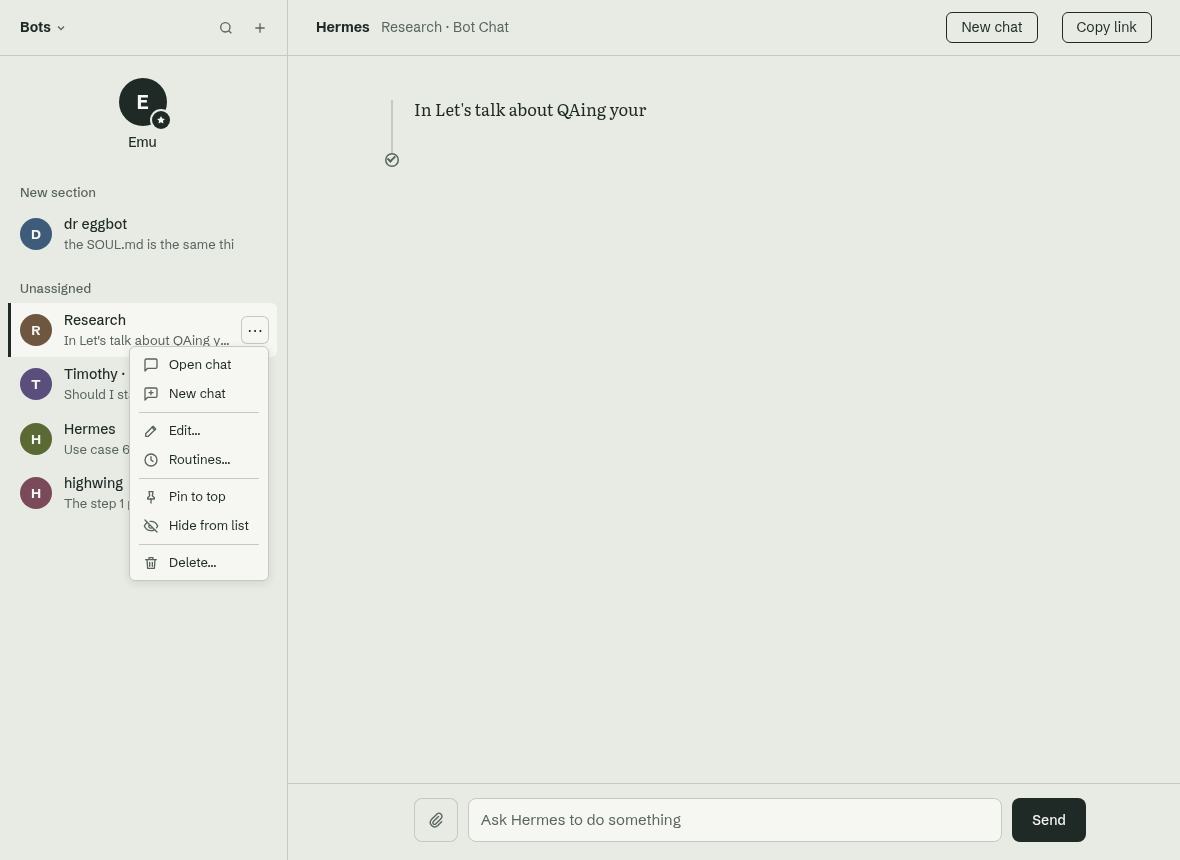 Bots
Hermes Research · Bot Chat
New chat
Copy link
E
Emu
New section
D
dr eggbot
the SOUL.md is the same thi
Unassigned
R
Research
In Let's talk about QAing y...
T
Timothy ·
Should I
H
Hermes
Use case 6
H
highwing
The step 1
Open chat
New chat
Edit...
Routines...
Pin to top
Hide from list
Delete...
In Let's talk about QAing your
Ask Hermes to do something
Send